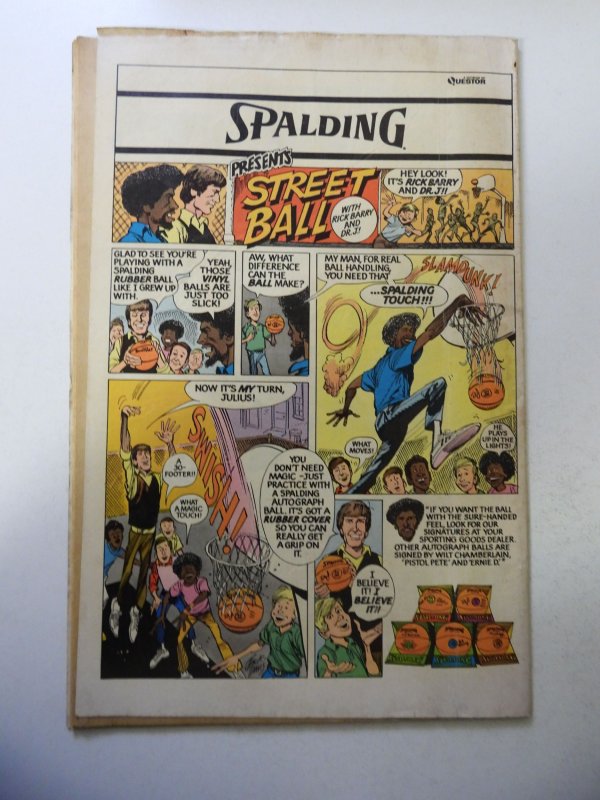 QUESTOR
SPALDING
PRESENTS
STREET
BALL
WITH
RICK BARRY
AND
DR. J!
HEY LOOK!
IT'S RICK BARRY
AND DR. J!!
GLAD TO SEE YOU'RE
PLAYING WITH A
SPALDING
RUBBER BALL
LIKE I GREW UP
WITH.
YEAH,
THOSE
VINYL
BALLS ARE
JUST TOO
SLICK!
AW, WHAT
DIFFERENCE
CAN THE
BALL MAKE?
MY MAN, FOR REAL
BALL HANDLING,
YOU NEED THAT
...SPALDING
TOUCH!!!
SLAM DUNK!
WHAT
MOVES!
HE
PLAYS
UP IN THE
LIGHTS!
NOW IT'S MY TURN,
JULIUS!
A
30-
FOOTER!!
WHAT
A MAGIC
TOUCH!
SWISH!
YOU
DON'T NEED
MAGIC - JUST
PRACTICE WITH
A SPALDING
AUTOGRAPH
BALL. IT'S GOT A
RUBBER COVER
SO YOU CAN
REALLY GET
A GRIP ON
IT.
I
BELIEVE
IT! I
BELIEVE
IT!!
"IF YOU WANT THE BALL
WITH THE SURE-HANDED
FEEL, LOOK FOR OUR
SIGNATURES AT YOUR
SPORTING GOODS DEALER.
OTHER AUTOGRAPH BALLS ARE
SIGNED BY WILT CHAMBERLAIN,
'PISTOL PETE' AND 'ERNIE D.'"